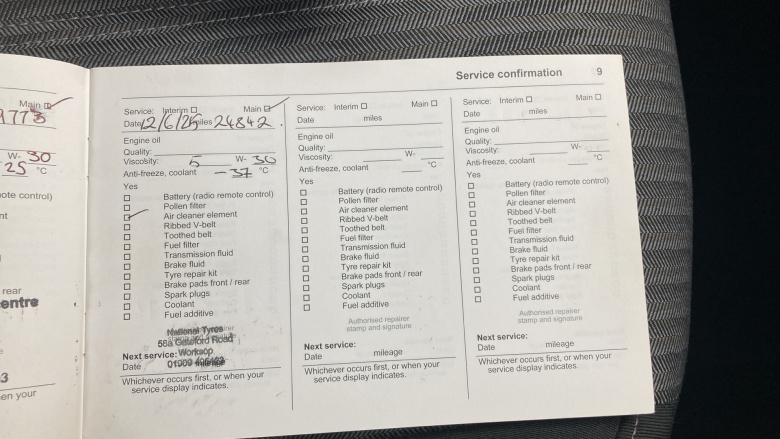 Main
9773
W- 30
25 °C
ote control)
nt
rear
entre
3
en your
Service confirmation 9
Service: Interim Main
Date 12/6/25 miles 24842
Engine oil
Quality:
Viscosity: 5 W- 30
Anti-freeze, coolant -37 °C
Yes
Battery (radio remote control)
Pollen filter
Air cleaner element
Ribbed V-belt
Toothed belt
Fuel filter
Transmission fluid
Brake fluid
Tyre repair kit
Brake pads front / rear
Spark plugs
Coolant
Fuel additive
National Tyres
58a Gateford Road
Next service: Worksop
Date 01909
Whichever occurs first, or when your
service display indicates.
Service: Interim Main
Date miles
Engine oil
Quality:
Viscosity: W-
Anti-freeze, coolant °C
Yes
Battery (radio remote control)
Pollen filter
Air cleaner element
Ribbed V-belt
Toothed belt
Fuel filter
Transmission fluid
Brake fluid
Tyre repair kit
Brake pads front / rear
Spark plugs
Coolant
Fuel additive
Authorised repairer
stamp and signature
Next service:
Date mileage
Whichever occurs first, or when your
service display indicates.
Service: Interim Main
Date miles
Engine oil
Quality:
Viscosity: W-
Anti-freeze, coolant °C
Yes
Battery (radio remote control)
Pollen filter
Air cleaner element
Ribbed V-belt
Toothed belt
Fuel filter
Transmission fluid
Brake fluid
Tyre repair kit
Brake pads front / rear
Spark plugs
Coolant
Fuel additive
Authorised repairer
stamp and signature
Next service:
Date mileage
Whichever occurs first, or when your
service display indicates.